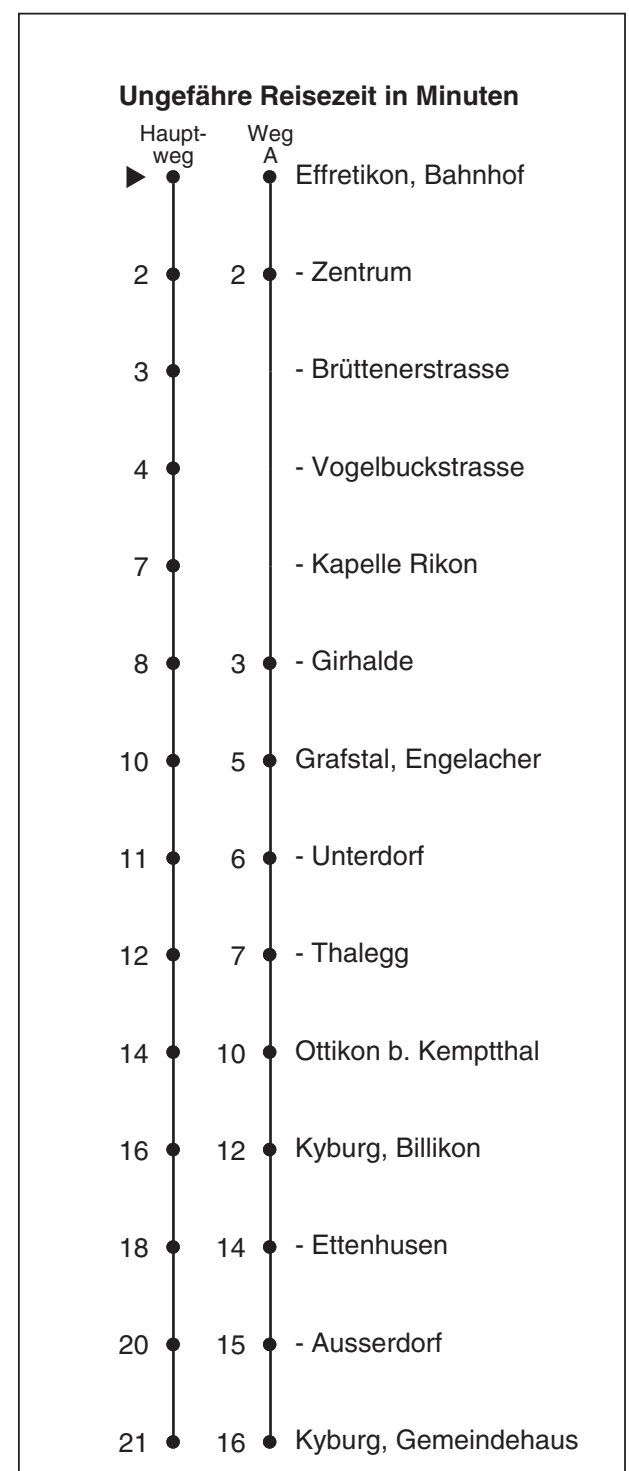 Ungefähre Reisezeit in Minuten
Haupt- Weg
weg A
Effretikon, Bahnhof
2 2 - Zentrum
3 - Brüttenerstrasse
4 - Vogelbuckstrasse
7 - Kapelle Rikon
8 3 - Girhalde
10 5 Grafstal, Engelacher
11 6 - Unterdorf
12 7 - Thalegg
14 10 Ottikon b. Kemptthal
16 12 Kyburg, Billikon
18 14 - Ettenhusen
20 15 - Ausserdorf
21 16 Kyburg, Gemeindehaus